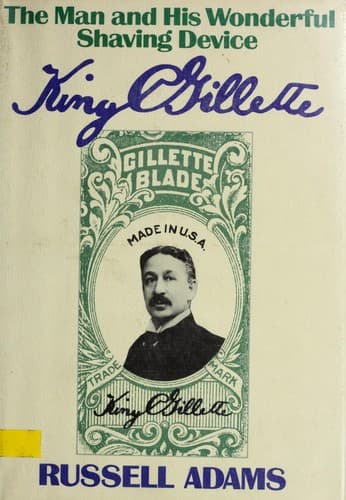 The Man and His Wonderful
Shaving Device
King C Gillette
GILLETTE
BLADE
MADE IN U.S.A.
TRADE MARK
King C Gillette
RUSSELL ADAMS